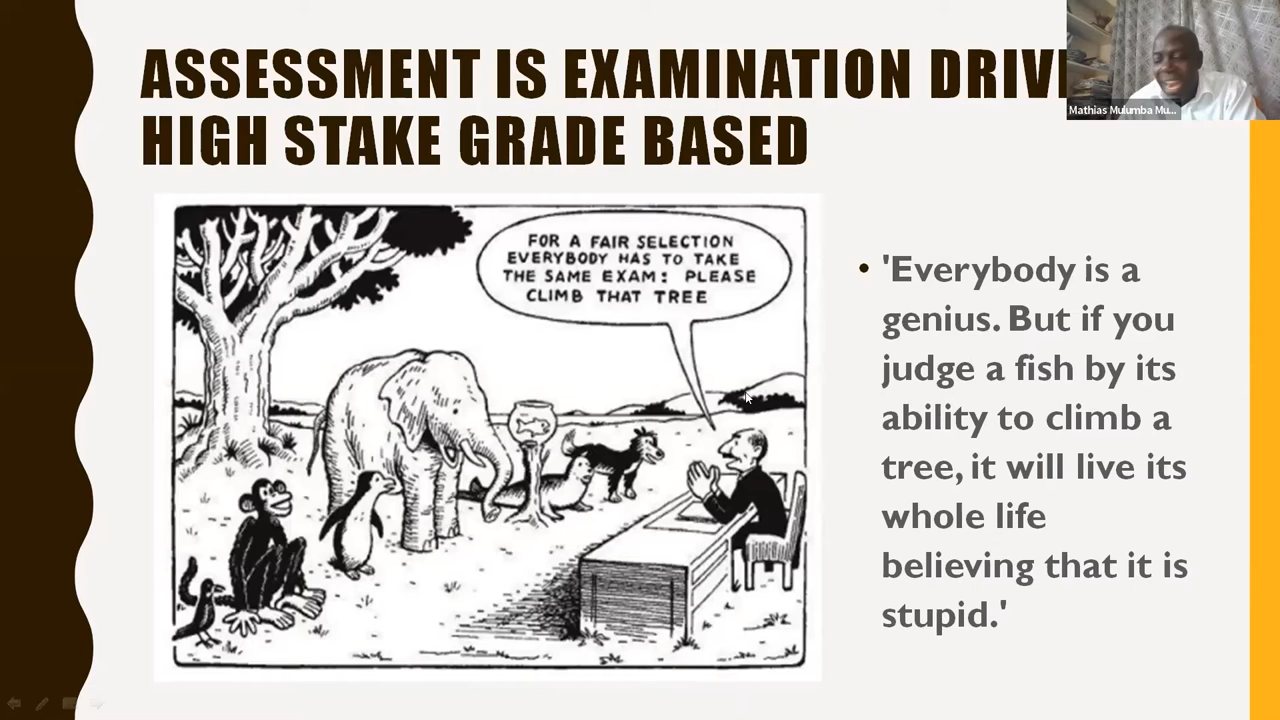 ASSESSMENT IS EXAMINATION
HIGH STAKE GRADE BASED
FOR A FAIR SELECTION
EVERYBODY HAS TO TAKE
THE SAME EXAM: PLEASE
CLIMB THAT TREE
• 'Everybody is a
genius. But if you
judge a fish by its
ability to climb a
tree, it will live its
whole life
believing that it is
stupid.'
Mathias Mulumba Mu...